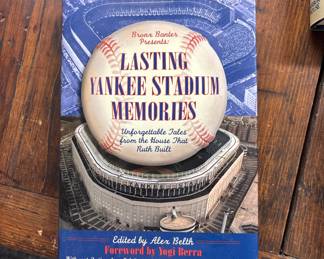 Bronx Banter
Presents:
LASTING
YANKEE STADIUM
MEMORIES
Unforgettable Tales
from the House That
Ruth Built
Edited by Alex Belth
Foreword by Yogi Berra